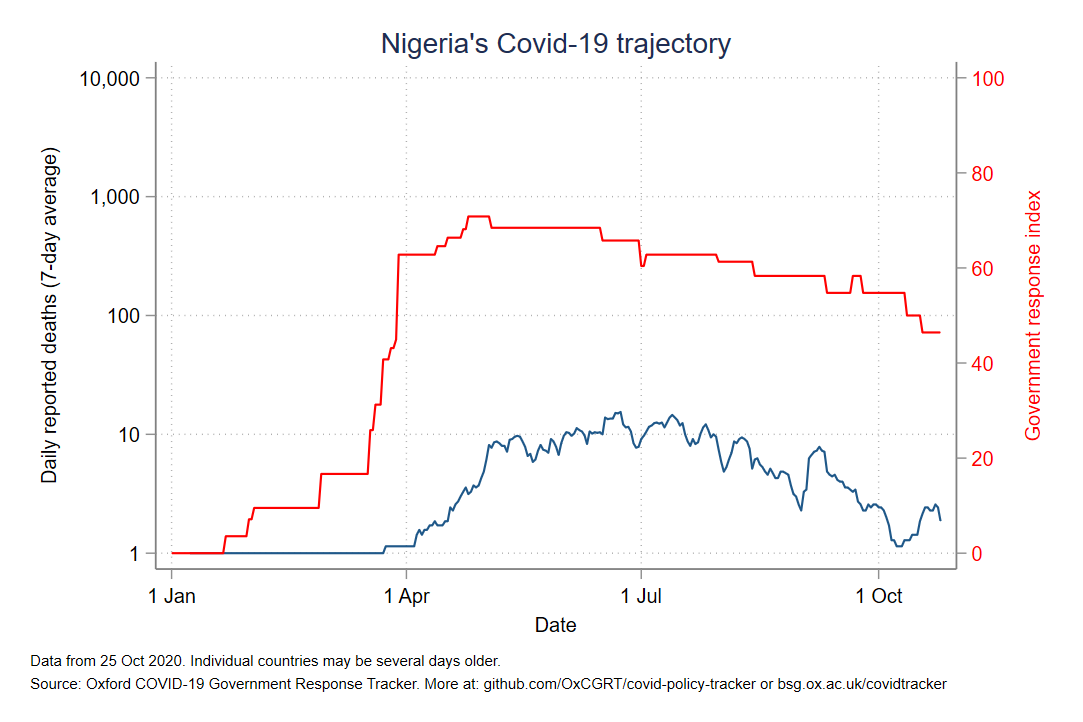 Nigeria's Covid-19 trajectory
10,000
1,000
100
10
1
Daily reported deaths (7-day average)
100
80
60
40
20
0
Government response index
1 Jan
1 Apr
1 Jul
1 Oct
Date
Data from 25 Oct 2020. Individual countries may be several days older.
Source: Oxford COVID-19 Government Response Tracker. More at: github.com/OxCGRT/covid-policy-tracker or bsg.ox.ac.uk/covidtracker